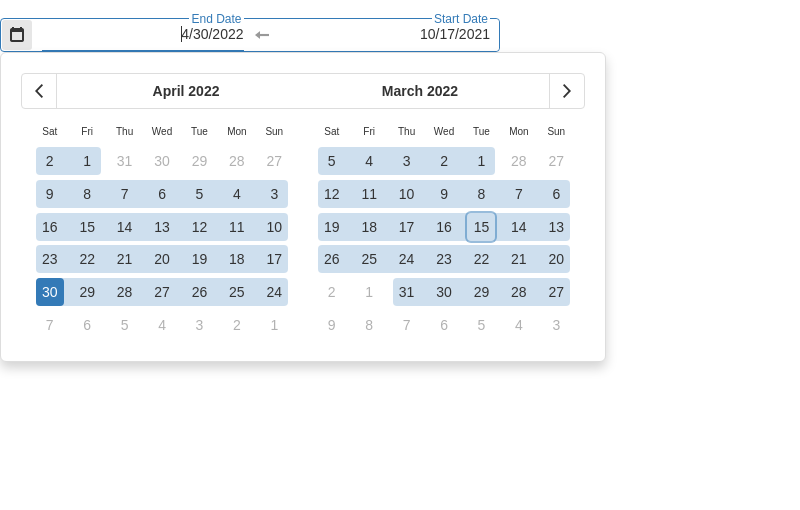 End Date Start Date
4/30/2022 10/17/2021
April 2022 March 2022
Sat Fri Thu Wed Tue Mon Sun Sat Fri Thu Wed Tue Mon Sun
2 1 31 30 29 28 27 5 4 3 2 1 28 27
9 8 7 6 5 4 3 12 11 10 9 8 7 6
16 15 14 13 12 11 10 19 18 17 16 15 14 13
23 22 21 20 19 18 17 26 25 24 23 22 21 20
30 29 28 27 26 25 24 2 1 31 30 29 28 27
7 6 5 4 3 2 1 9 8 7 6 5 4 3